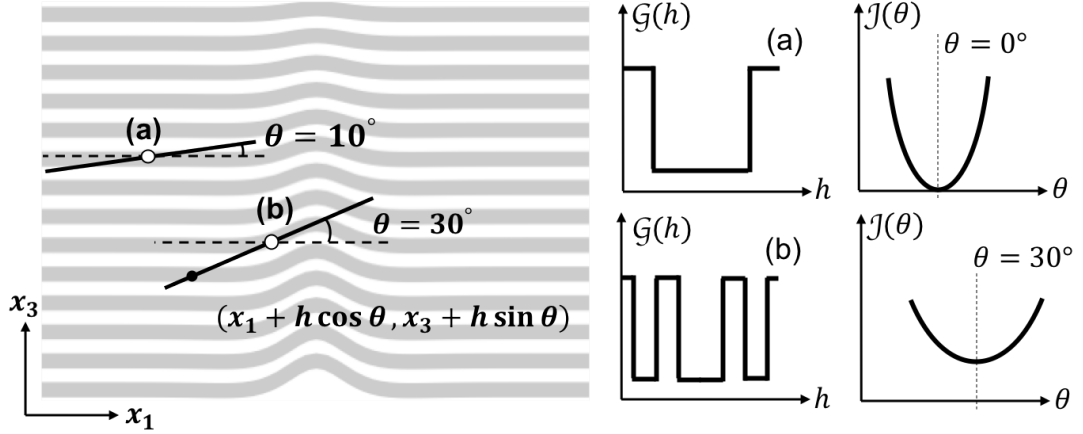 (a)
θ = 10°
(b)
θ = 30°
(x₁ + h cos θ, x₃ + h sin θ)
x₃
x₁
𝒢(h)
(a)
h
𝒥(θ)
θ = 0°
θ
𝒢(h)
(b)
h
𝒥(θ)
θ = 30°
θ